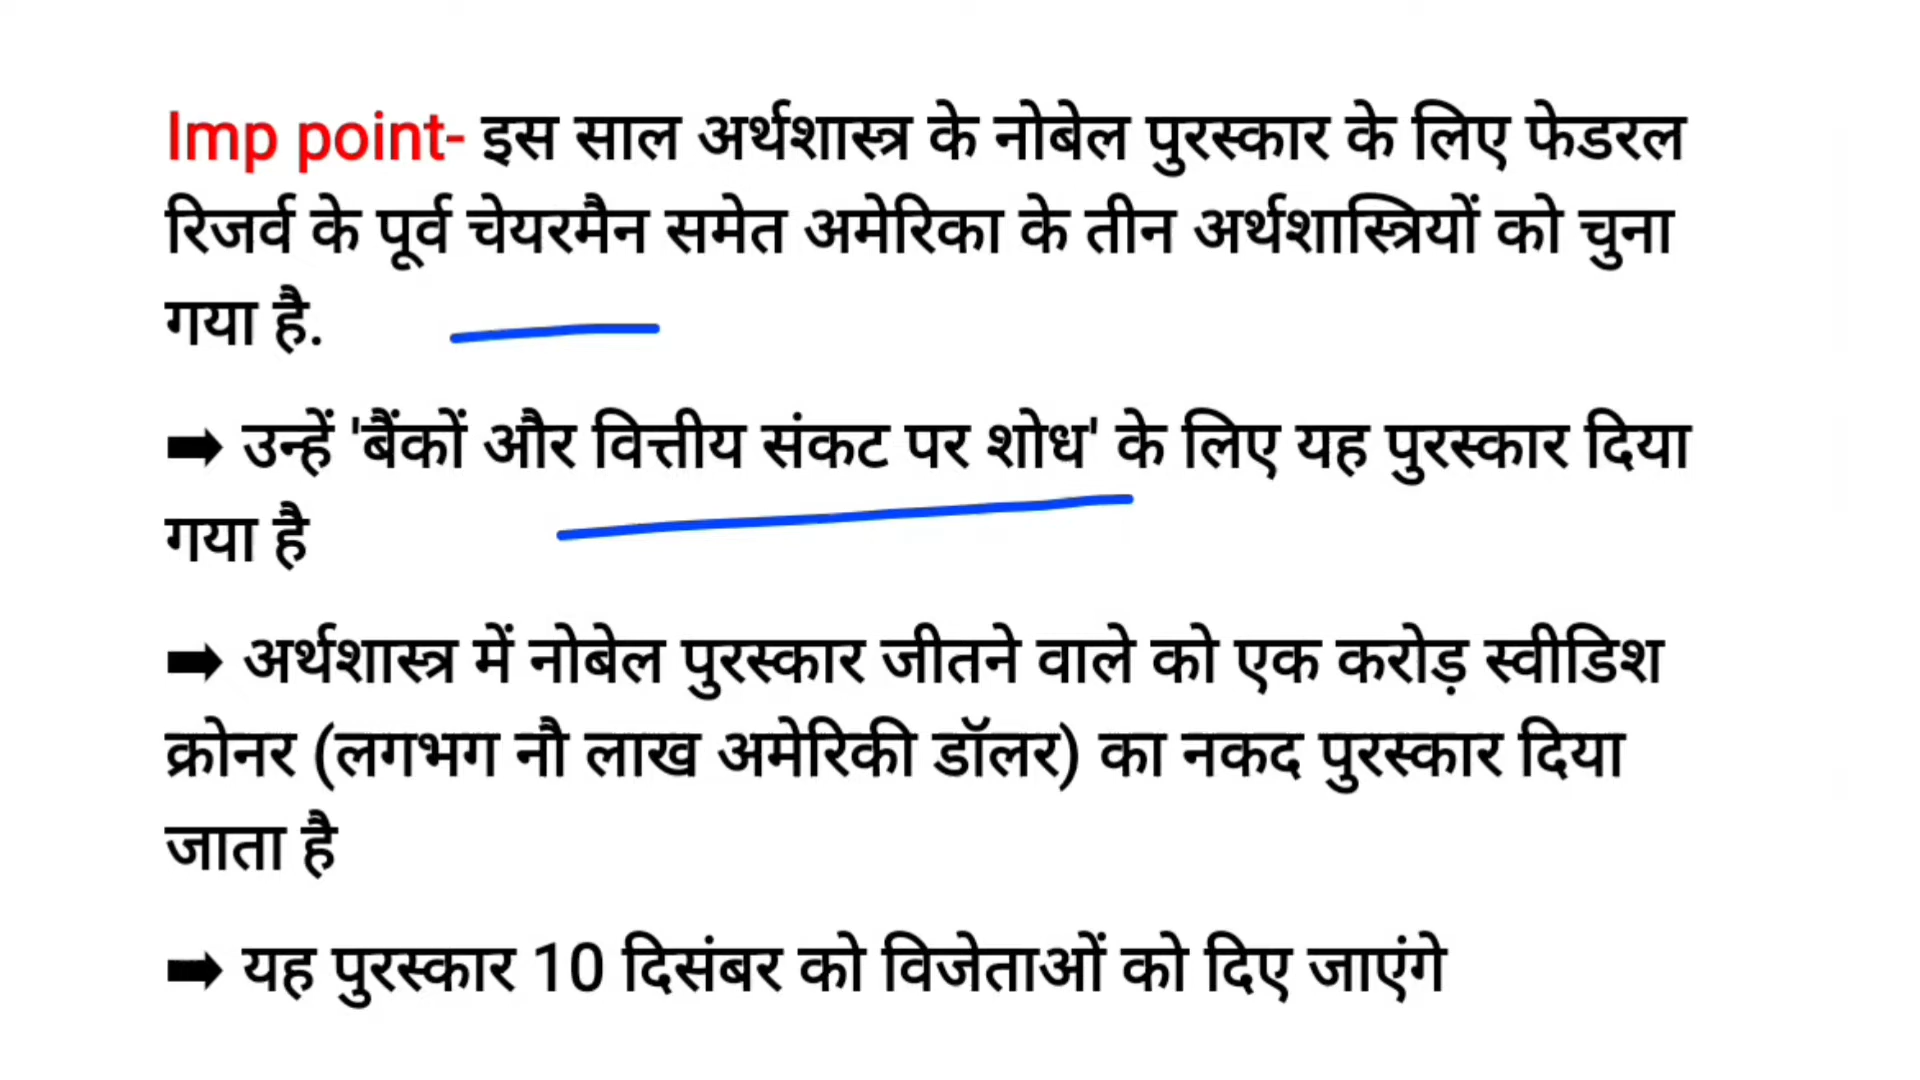 Imp point- इस साल अर्थशास्त्र के नोबेल पुरस्कार के लिए फेडरल
रिजर्व के पूर्व चेयरमैन समेत अमेरिका के तीन अर्थशास्त्रियों को चुना
गया है.
➡ उन्हें 'बैंकों और वित्तीय संकट पर शोध' के लिए यह पुरस्कार दिया
गया है
➡ अर्थशास्त्र में नोबेल पुरस्कार जीतने वाले को एक करोड़ स्वीडिश
क्रोनर (लगभग नौ लाख अमेरिकी डॉलर) का नकद पुरस्कार दिया
जाता है
➡ यह पुरस्कार 10 दिसंबर को विजेताओं को दिए जाएंगे